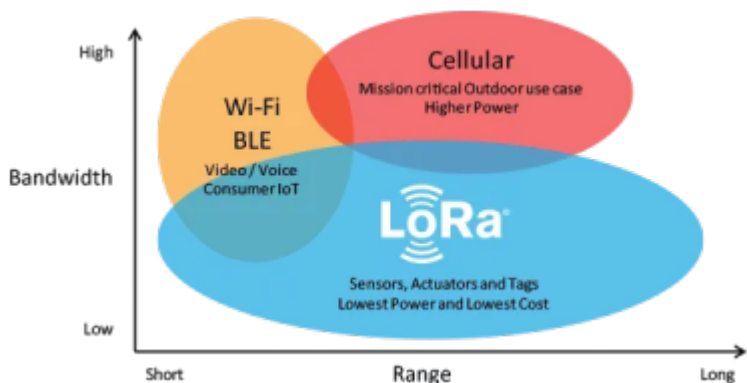 High
Bandwidth
Low
Wi-Fi
BLE
Video / Voice
Consumer IoT
Cellular
Mission critical Outdoor use case
Higher Power
LoRa®
Sensors, Actuators and Tags
Lowest Power and Lowest Cost
Short
Range
Long